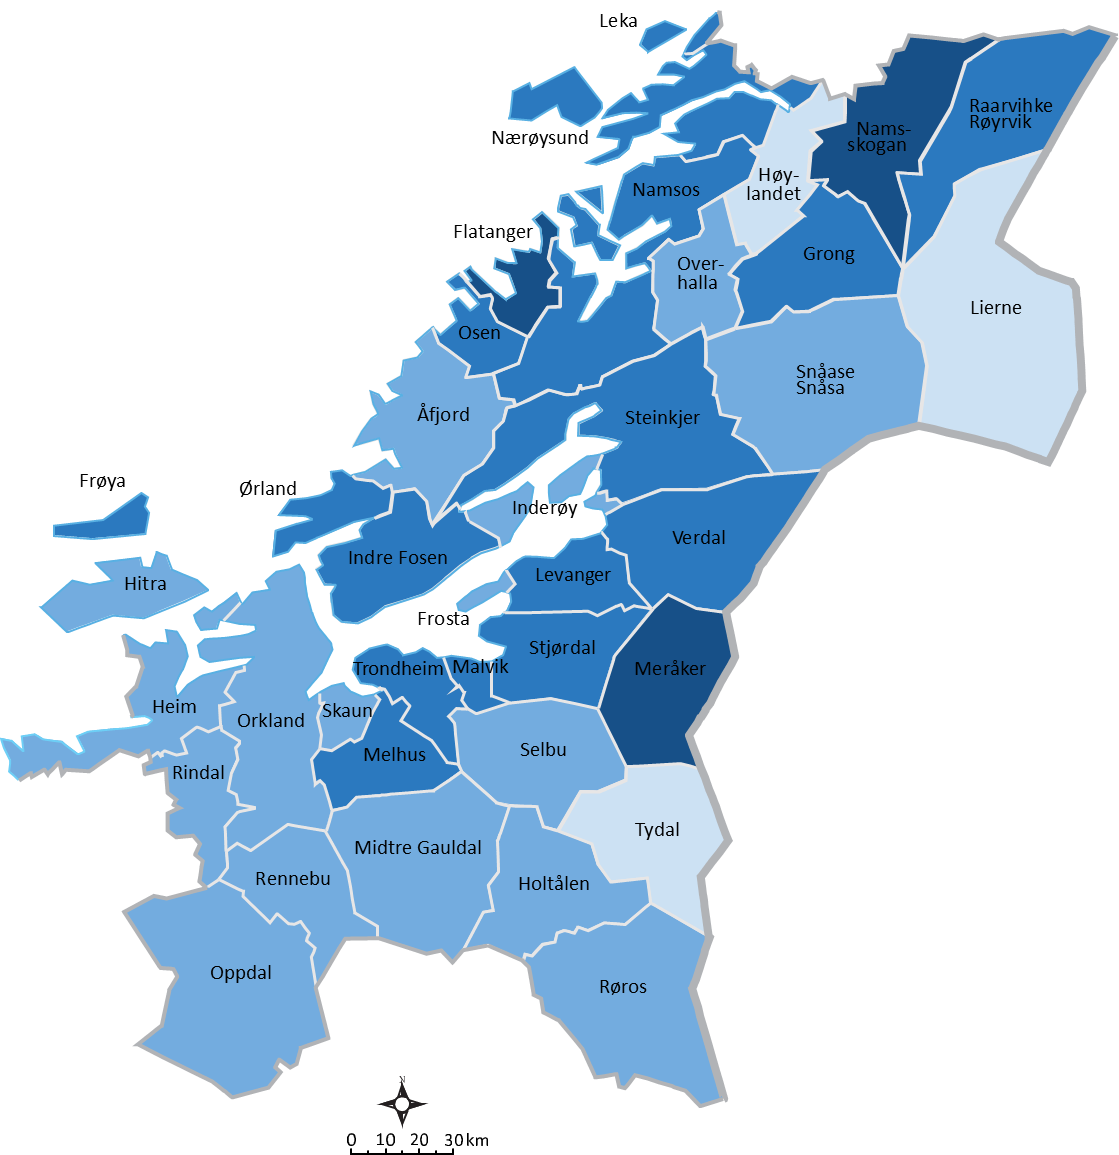 Leka
Nærøysund
Raarvihke
Røyrvik
Nams-
skogan
Høy-
landet
Namsos
Flatanger
Grong
Over-
halla
Lierne
Osen
Snåase
Snåsa
Åfjord
Steinkjer
Frøya
Ørland
Inderøy
Verdal
Indre Fosen
Levanger
Hitra
Frosta
Stjørdal
Trondheim
Malvik
Meråker
Heim
Orkland
Skaun
Selbu
Melhus
Rindal
Tydal
Midtre Gauldal
Rennebu
Holtålen
Oppdal
Røros
N
0 10 20 30 km